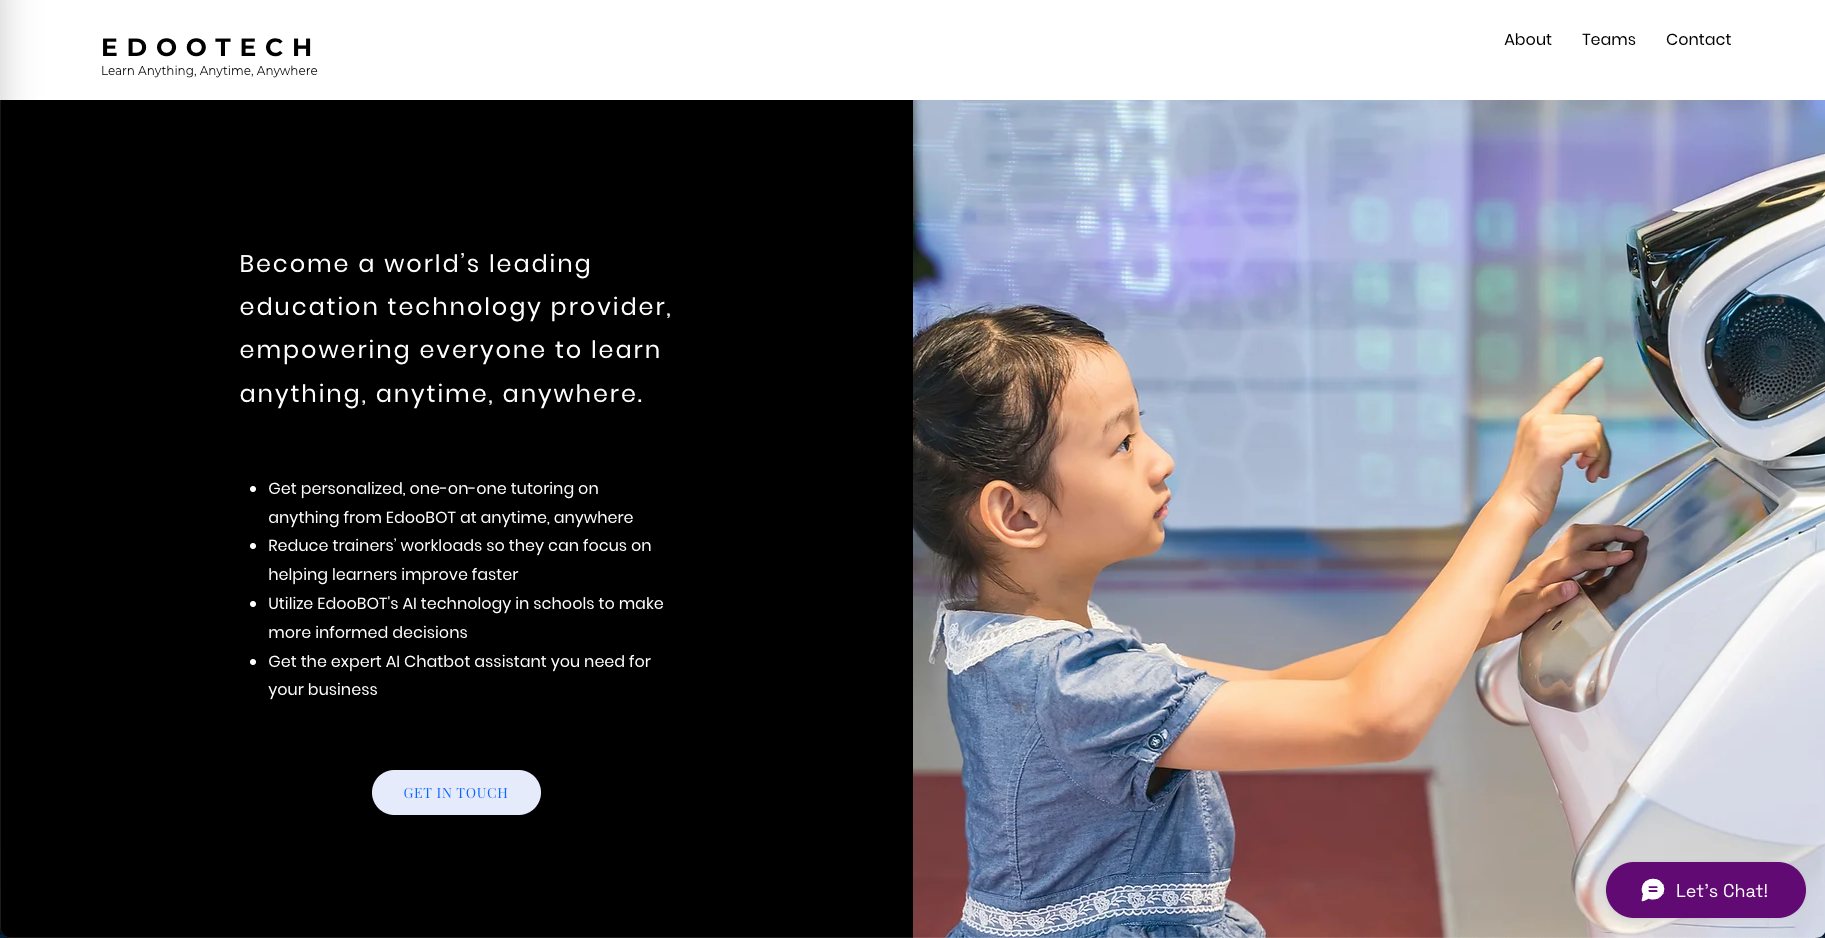 EDOOTECH
Learn Anything, Anytime, Anywhere
About Teams Contact
Become a world’s leading
education technology provider,
empowering everyone to learn
anything, anytime, anywhere.
• Get personalized, one-on-one tutoring on
anything from EdooBOT at anytime, anywhere
• Reduce trainers’ workloads so they can focus on
helping learners improve faster
• Utilize EdooBOT's AI technology in schools to make
more informed decisions
• Get the expert AI Chatbot assistant you need for
your business
GET IN TOUCH
Let's Chat!